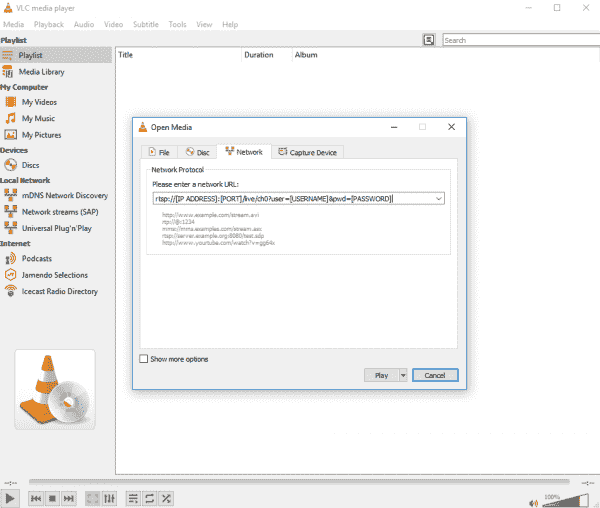 VLC media player
Media Playback Audio Video Subtitle Tools View Help
Playlist
Search
Playlist
Media Library
My Computer
My Videos
My Music
My Pictures
Devices
Discs
Local Network
mDNS Network Discovery
Network streams (SAP)
Universal Plug'n'Play
Internet
Podcasts
Jamendo Selections
Icecast Radio Directory
Title Duration Album
Open Media
File Disc Network Capture Device
Network Protocol
Please enter a network URL:
rtsp://[IP ADDRESS]:[PORT]/live/ch0?user=[USERNAME]&pwd=[PASSWORD]
http://www.example.com/stream.avi
rtp://@:1234
mms://mms.examples.com/stream.asx
rtsp://server.example.org:8080/test.sdp
http://www.yourtube.com/watch?v=gg64x
Show more options
Play Cancel
--:-- --:--
100%